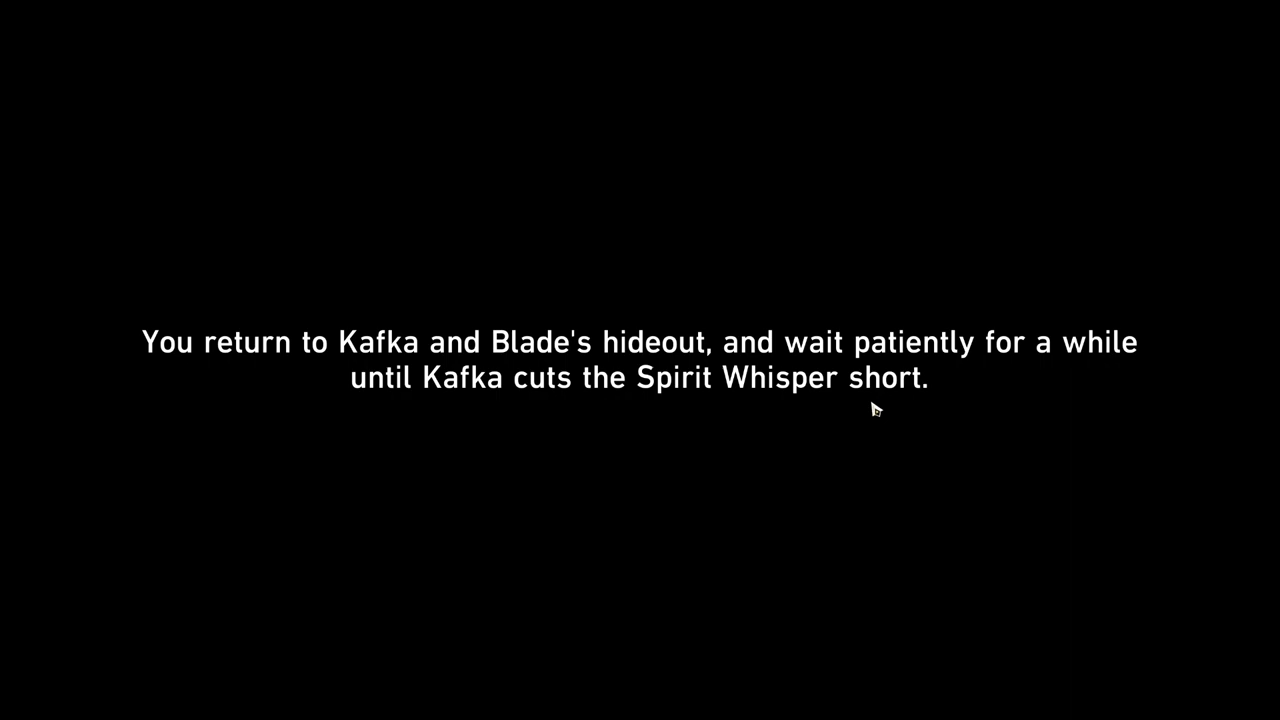 You return to Kafka and Blade's hideout, and wait patiently for a while
until Kafka cuts the Spirit Whisper short.